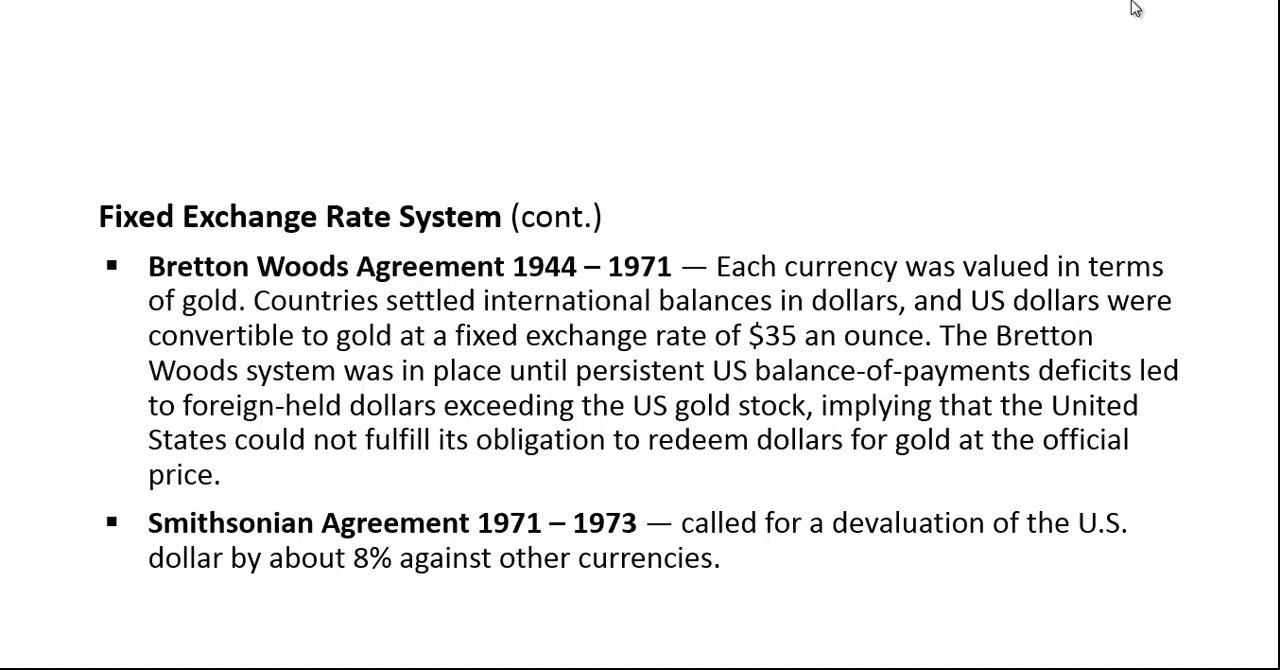 Fixed Exchange Rate System (cont.)
▪ Bretton Woods Agreement 1944 – 1971 — Each currency was valued in terms
of gold. Countries settled international balances in dollars, and US dollars were
convertible to gold at a fixed exchange rate of $35 an ounce. The Bretton
Woods system was in place until persistent US balance-of-payments deficits led
to foreign-held dollars exceeding the US gold stock, implying that the United
States could not fulfill its obligation to redeem dollars for gold at the official
price.
▪ Smithsonian Agreement 1971 – 1973 — called for a devaluation of the U.S.
dollar by about 8% against other currencies.